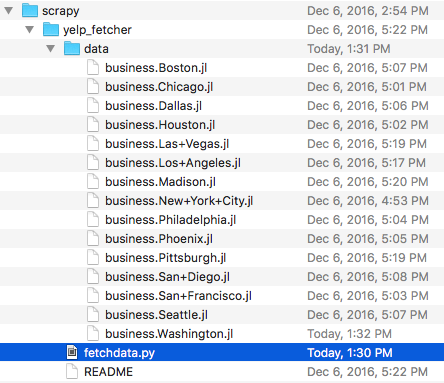 scrapy Dec 6, 2016, 2:54 PM
yelp_fetcher Dec 6, 2016, 5:22 PM
data Today, 1:31 PM
business.Boston.jl Dec 6, 2016, 5:07 PM
business.Chicago.jl Dec 6, 2016, 5:01 PM
business.Dallas.jl Dec 6, 2016, 5:06 PM
business.Houston.jl Dec 6, 2016, 5:02 PM
business.Las+Vegas.jl Dec 6, 2016, 5:19 PM
business.Los+Angeles.jl Dec 6, 2016, 5:17 PM
business.Madison.jl Dec 6, 2016, 5:20 PM
business.New+York+City.jl Dec 6, 2016, 4:53 PM
business.Philadelphia.jl Dec 6, 2016, 5:04 PM
business.Phoenix.jl Dec 6, 2016, 5:05 PM
business.Pittsburgh.jl Dec 6, 2016, 5:19 PM
business.San+Diego.jl Dec 6, 2016, 5:08 PM
business.San+Francisco.jl Dec 6, 2016, 5:03 PM
business.Seattle.jl Dec 6, 2016, 5:07 PM
business.Washington.jl Today, 1:32 PM
fetchdata.py Today, 1:30 PM
README Dec 6, 2016, 5:22 PM